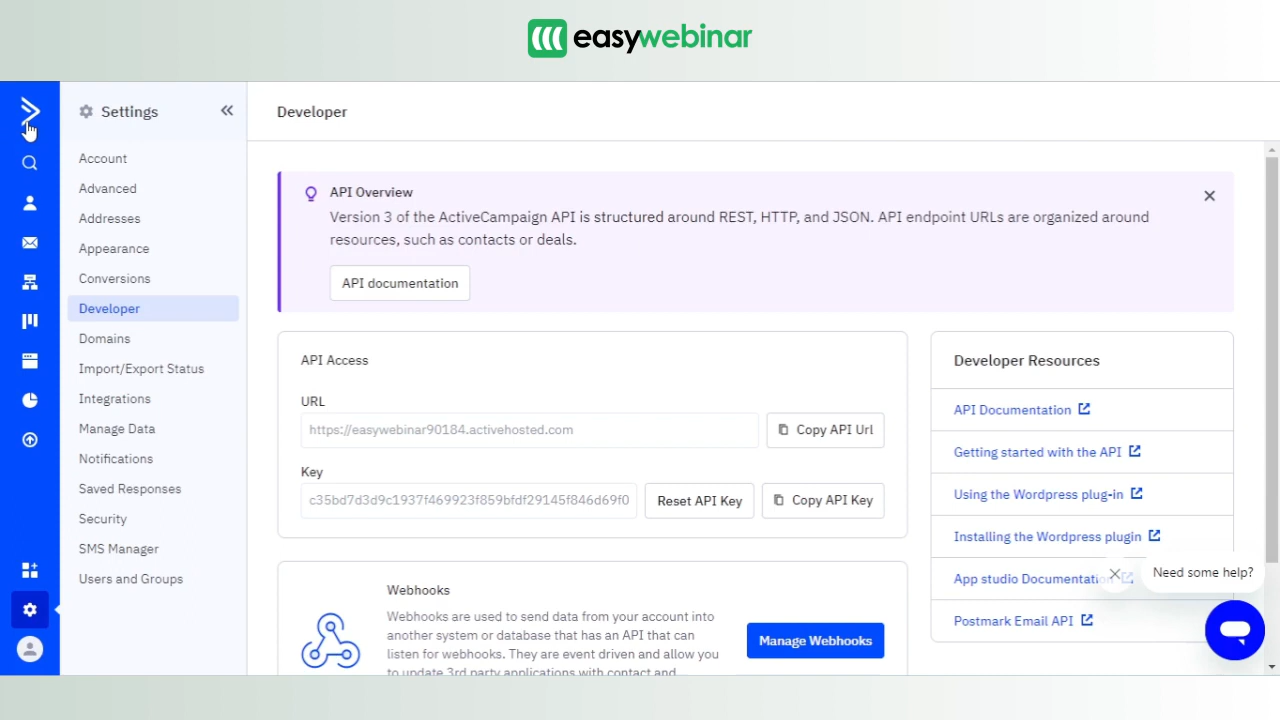 easywebinar
Settings
Account
Advanced
Addresses
Appearance
Conversions
Developer
Domains
Import/Export Status
Integrations
Manage Data
Notifications
Saved Responses
Security
SMS Manager
Users and Groups
Developer
API Overview
Version 3 of the ActiveCampaign API is structured around REST, HTTP, and JSON. API endpoint URLs are organized around
resources, such as contacts or deals.
API documentation
API Access
URL
https://easywebinar90184.activehosted.com
Copy API Url
Key
c35bd7d3d9c1937f469923f859bfdf29145f846d69f0
Reset API Key
Copy API Key
Webhooks
Webhooks are used to send data from your account into
another system or database that has an API that can
listen for webhooks. They are event driven and allow you
to update 3rd party applications with contact and
Manage Webhooks
Developer Resources
API Documentation
Getting started with the API
Using the Wordpress plug-in
Installing the Wordpress plugin
App studio Documentation
Postmark Email API
Need some help?